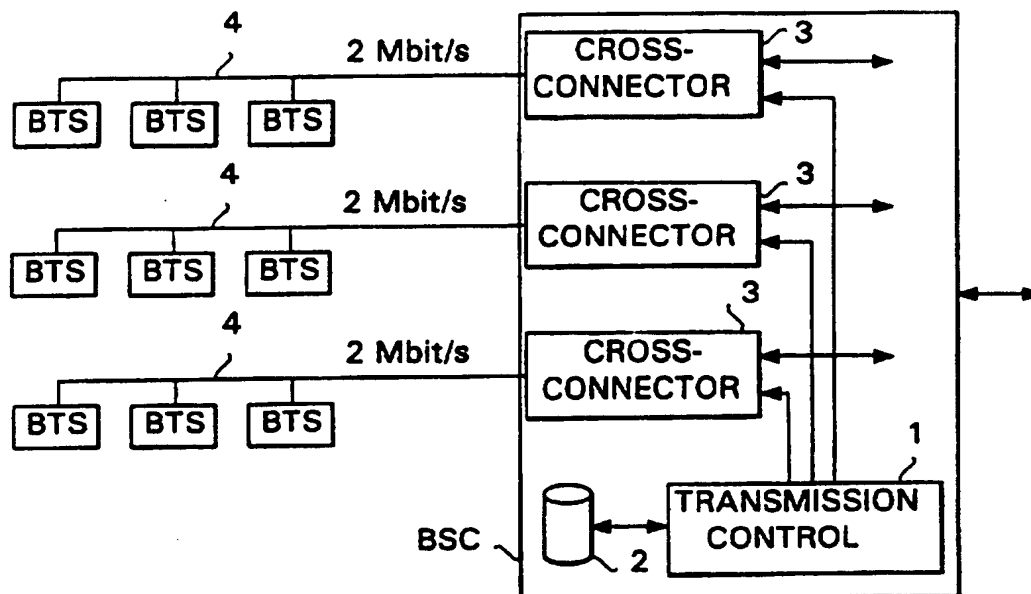 4
2 Mbit/s
CROSS-
CONNECTOR
3
BTS BTS BTS
4
2 Mbit/s
CROSS-
CONNECTOR
3
BTS BTS BTS
4
2 Mbit/s
CROSS-
CONNECTOR
3
BTS BTS BTS
1
TRANSMISSION
CONTROL
BSC
2